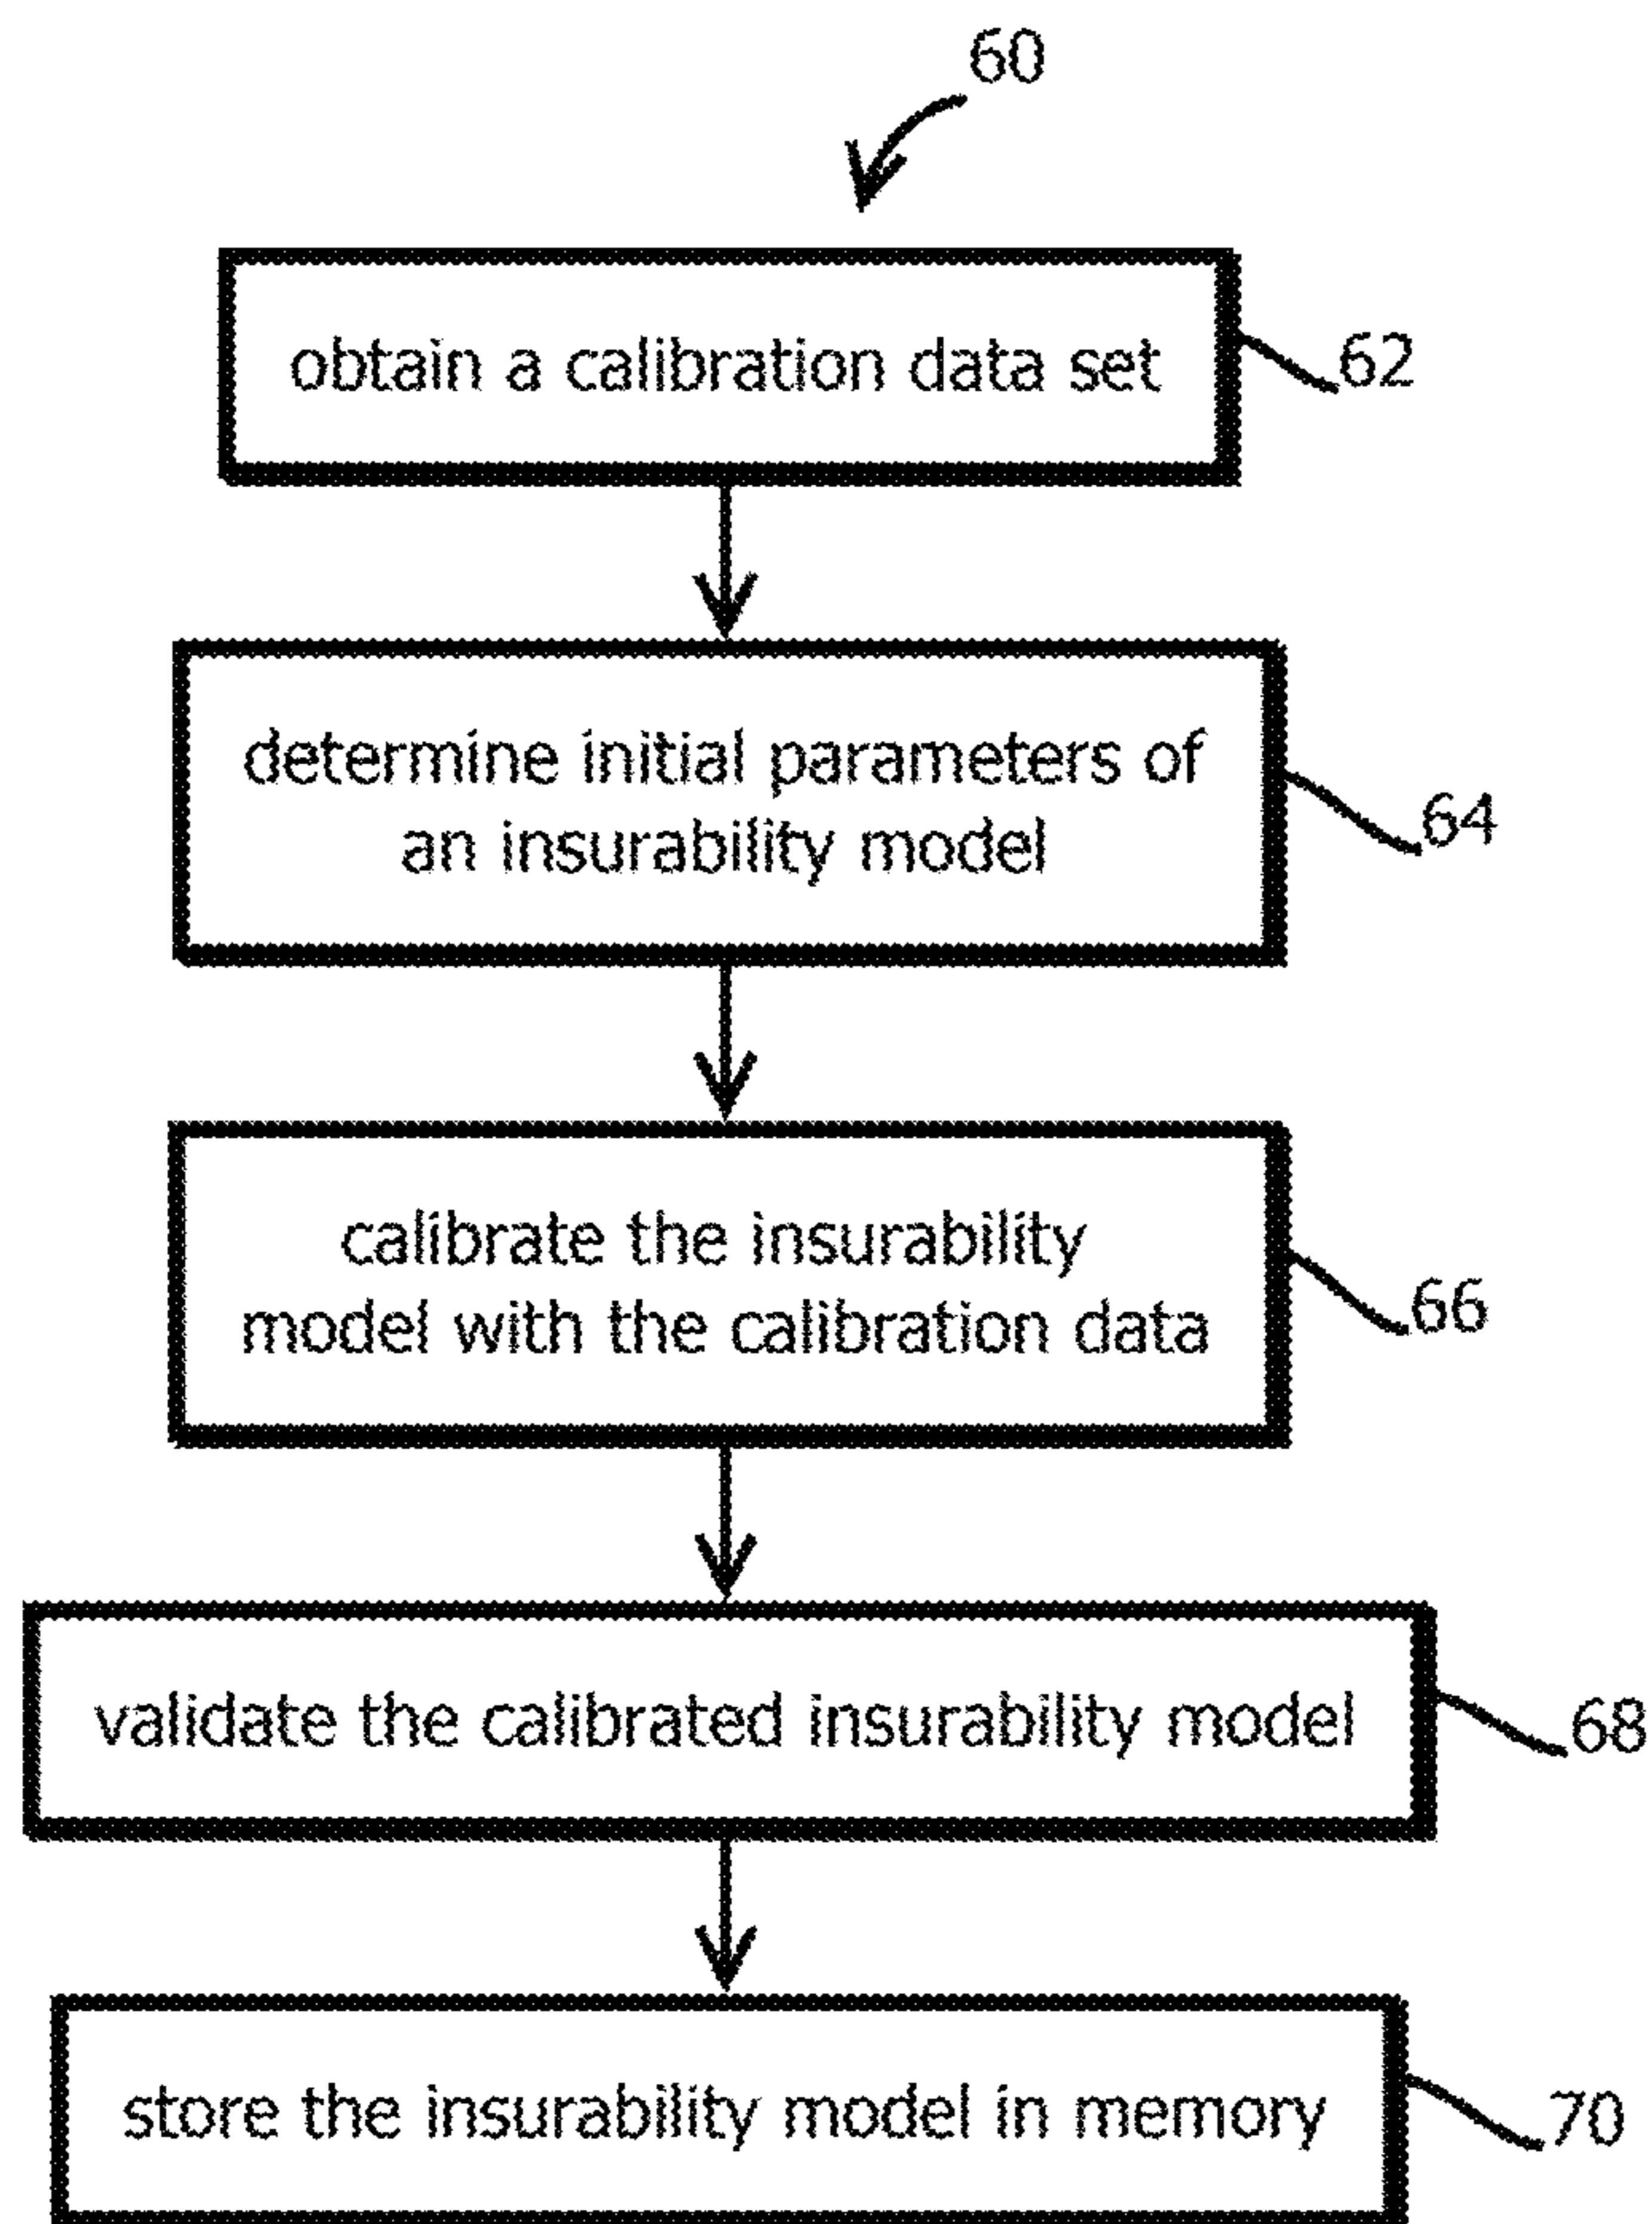 60
obtain a calibration data set
62
determine initial parameters of
an insurability model
64
calibrate the insurability
model with the calibration data
66
validate the calibrated insurability model
68
store the insurability model in memory
70